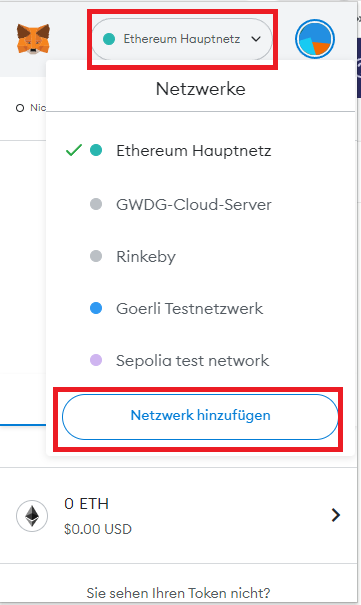 Ethereum Hauptnetz
Nic
Netzwerke
Ethereum Hauptnetz
GWDG-Cloud-Server
Rinkeby
Goerli Testnetzwerk
Sepolia test network
Netzwerk hinzufügen
0 ETH
$0.00 USD
Sie sehen Ihren Token nicht?